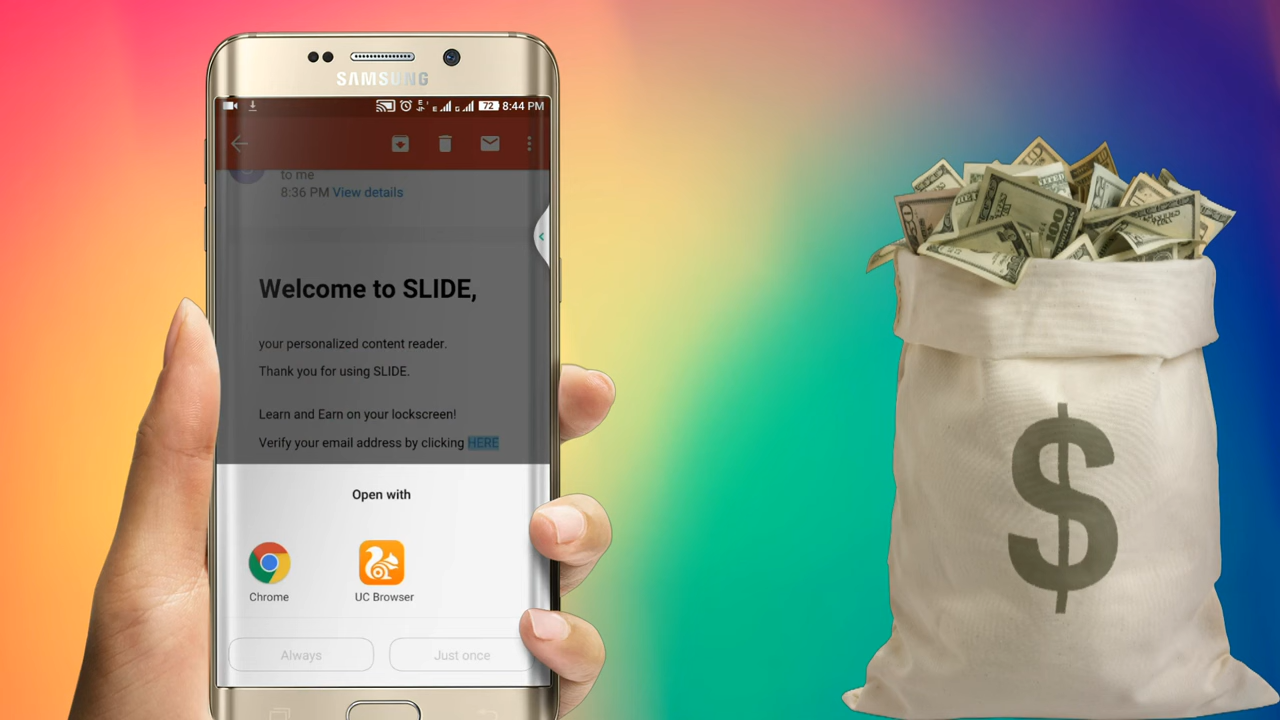 SAMSUNG
72 8:44 PM
to me
8:36 PM View details
Welcome to SLIDE,
your personalized content reader.
Thank you for using SLIDE.
Learn and Earn on your lockscreen!
Verify your email address by clicking HERE
Open with
Chrome
UC Browser
Always
Just once
$